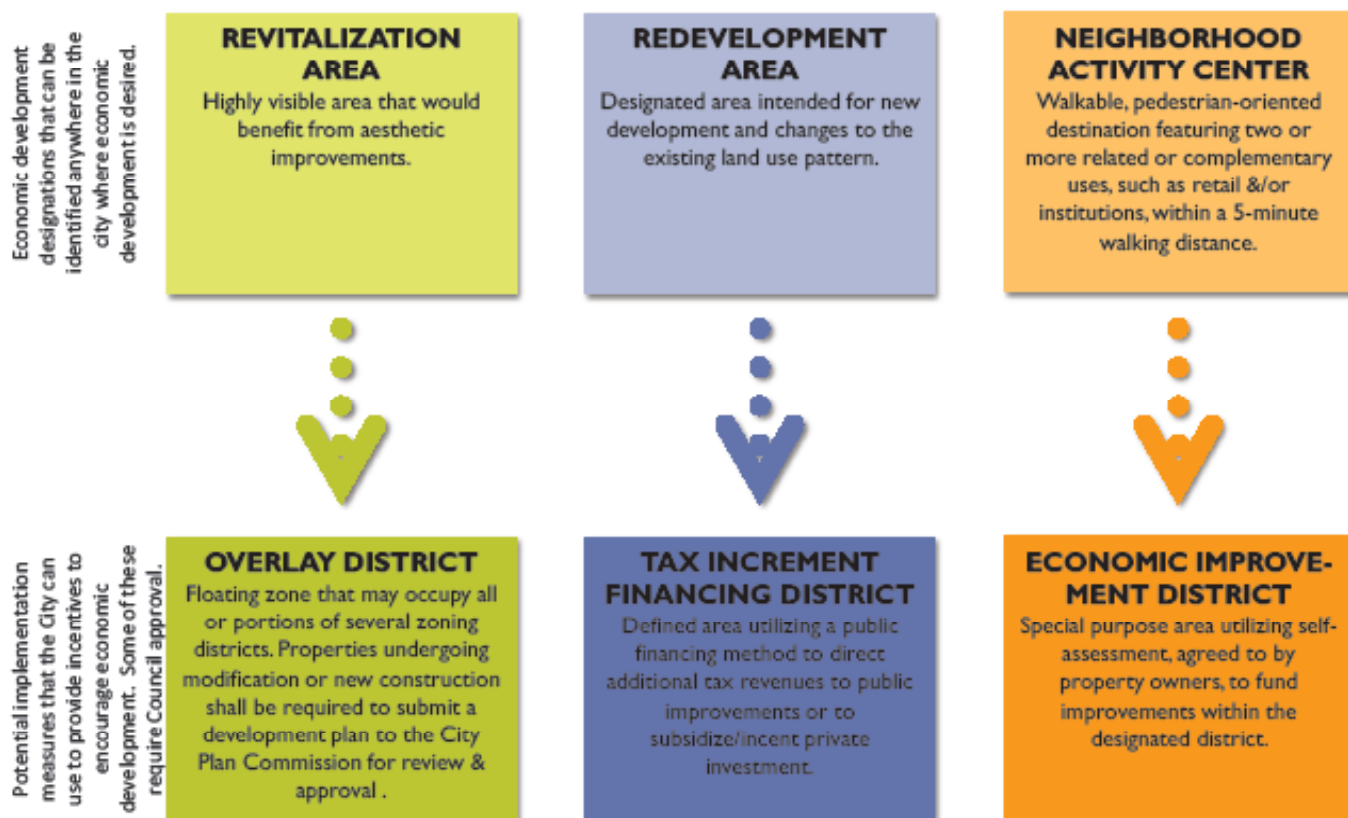 Economic development
designations that can be
identified anywhere in the
city where economic
development is desired.
REVITALIZATION
AREA
Highly visible area that would
benefit from aesthetic
improvements.
REDEVELOPMENT
AREA
Designated area intended for new
development and changes to the
existing land use pattern.
NEIGHBORHOOD
ACTIVITY CENTER
Walkable, pedestrian-oriented
destination featuring two or
more related or complementary
uses, such as retail &/or
institutions, within a 5-minute
walking distance.
Potential implementation
measures that the City can
use to provide incentives to
encourage economic
development. Some of these
require Council approval.
OVERLAY DISTRICT
Floating zone that may occupy all
or portions of several zoning
districts. Properties undergoing
modification or new construction
shall be required to submit a
development plan to the City
Plan Commission for review &
approval .
TAX INCREMENT
FINANCING DISTRICT
Defined area utilizing a public
financing method to direct
additional tax revenues to public
improvements or to
subsidize/incent private
investment.
ECONOMIC IMPROVE-
MENT DISTRICT
Special purpose area utilizing self-
assessment, agreed to by
property owners, to fund
improvements within the
designated district.